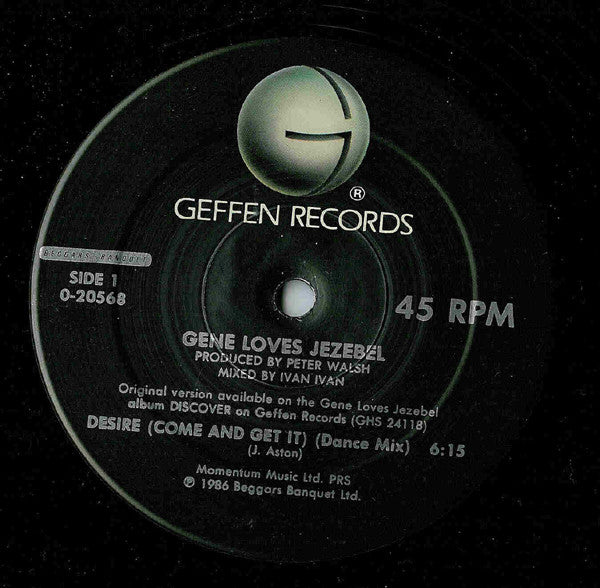 G
®
GEFFEN RECORDS
BEGGARS BANQUET
SIDE 1
0-20568
45 RPM
GENE LOVES JEZEBEL
PRODUCED BY PETER WALSH
MIXED BY IVAN IVAN
Original version available on the Gene Loves Jezebel
album DISCOVER on Geffen Records (GHS 24118)
DESIRE (COME AND GET IT) (Dance Mix) 6:15
(J. Aston)
Momentum Music Ltd. PRS
℗ 1986 Beggars Banquet Ltd.